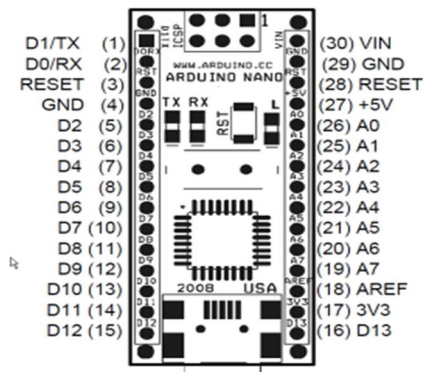 D1/TX (1)
D0/RX (2)
RESET (3)
GND (4)
D2 (5)
D3 (6)
D4 (7)
D5 (8)
D6 (9)
D7 (10)
D8 (11)
D9 (12)
D10 (13)
D11 (14)
D12 (15)
ICSP
1
WWW.ARDUINO.CC
ARDUINO NANO
TX RX
RST
L
2008 USA
RST
GND
D2
D3
D4
D5
D6
D7
D8
D9
D10
D11
D12
VIN
GND
RST
+5V
A0
A1
A2
A3
A4
A5
A6
A7
AREF
3V3
D13
(30) VIN
(29) GND
(28) RESET
(27) +5V
(26) A0
(25) A1
(24) A2
(23) A3
(22) A4
(21) A5
(20) A6
(19) A7
(18) AREF
(17) 3V3
(16) D13